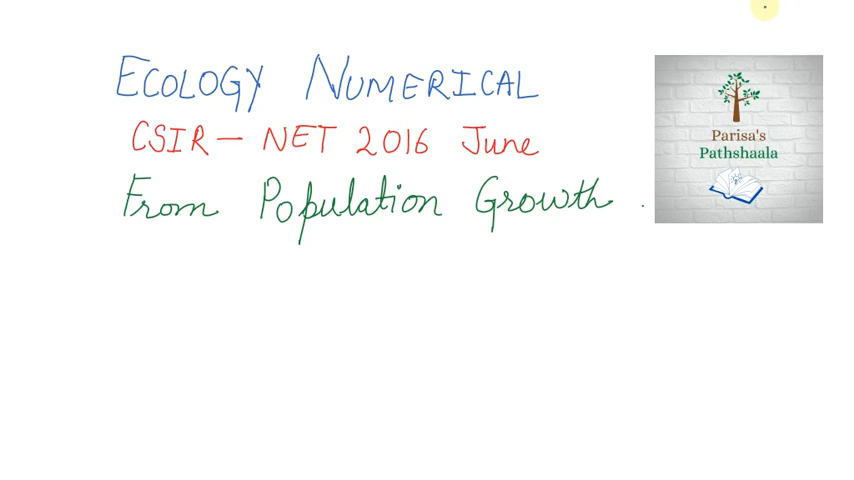 ECOLOGY NUMERICAL
CSIR - NET 2016 June
From Population Growth.
Parisa's
Pathshaala